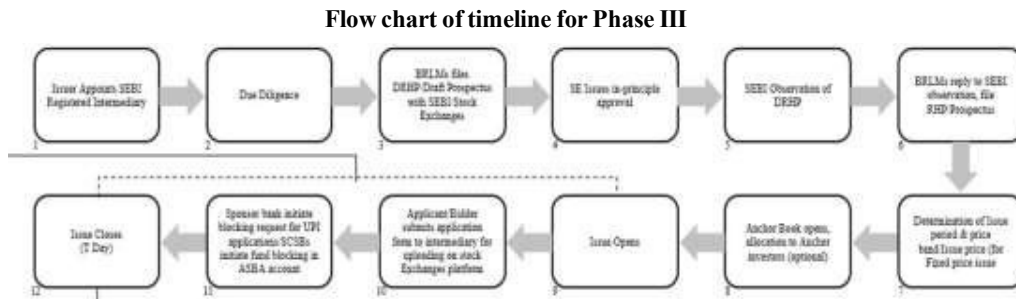 Flow chart of timeline for Phase III
Issuer Appoints SEBI
Registered Intermediary
1
Due Diligence
2
BRLMs files
DRHP Draft Prospectus
with SEBI Stock
Exchanges
3
SE Issues in-principle
approval
4
SEBI Observation of
DRHP
5
BRLMs reply to SEBI
observation, file
RHP Prospectus
6
Determination of Issue
period & price
band Issue price (for
Fixed price issue
7
Anchor Book opens,
allocation to Anchor
investors (optional)
8
Issue Opens
9
Applicant/Bidder
submits application
form to intermediary for
uploading on stock
Exchanges platform
10
Sponsor bank initiate
blocking request for UPI
applications SCSBs
initiate fund blocking in
ASBA account
11
Issue Closes
(T Day)
12